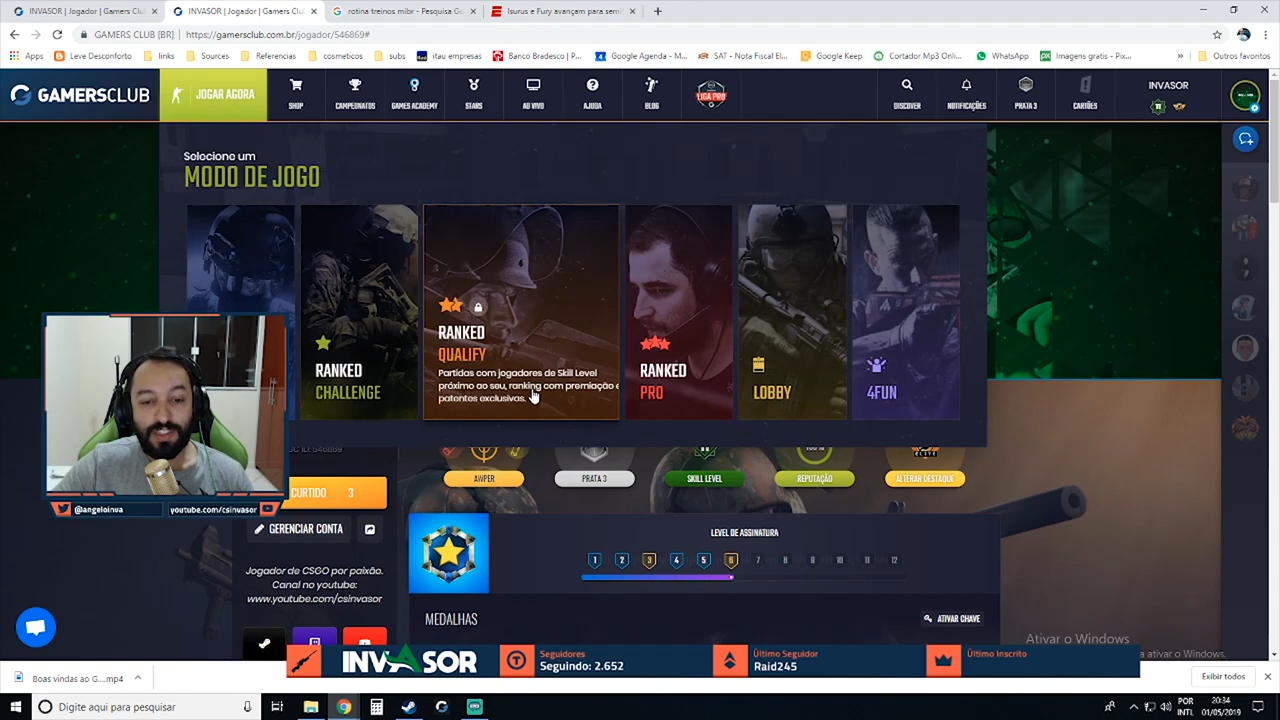 INVASOR | Jogador | Gamers Clu
INVASOR | Jogador | Gamers Club
rotina treinos mibr - Pesquisa Go
Isurus e Fury avançam para semi
GAMERS CLUB [BR]
https://gamersclub.com.br/jogador/546869#
Apps
Leve Desconforto
links
Sources
Referencias
cosmeticos
subs
itau empresas
Banco Bradesco | P...
Google Agenda - M...
SAT - Nota Fiscal El...
Google Keep
Cortador Mp3 Onli...
WhatsApp
Imagens gratis - Pix...
»
Outros favoritos
GAMERSCLUB
JOGAR AGORA
SHOP
CAMPEONATOS
GAMES ACADEMY
STARS
AO VIVO
AJUDA
BLOG
LIGA PRO
DISCOVER
NOTIFICAÇÕES
PRATA 3
CARTÕES
INVASOR
11
Selecione um
MODO DE JOGO
RANKED
CHALLENGE
RANKED
QUALIFY
Partidas com jogadores de Skill Level
próximo ao seu, ranking com premiação e
patentes exclusivas.
RANKED
PRO
LOBBY
4FUN
AWPER
PRATA 3
SKILL LEVEL
REPUTAÇÃO
ELITE
ALTERAR DESTAQUE
CURTIDO 3
@angeloinva
youtube.com/csinvasor
GERENCIAR CONTA
LEVEL DE ASSINATURA
1 2 3 4 5 6 7 8 9 10 11 12
Jogador de CSGO por paixão.
Canal no youtube:
www.youtube.com/csinvasor
MEDALHAS
ATIVAR CHAVE
Ativar o Windows
INVASOR
Seguidores
Seguindo: 2.652
Último Seguidor
Raid245
Último Inscrito
a ativar o Windows.
Boas vindas ao G....mp4
Exibir todos
Digite aqui para pesquisar
POR
INTL
20:34
01/05/2019